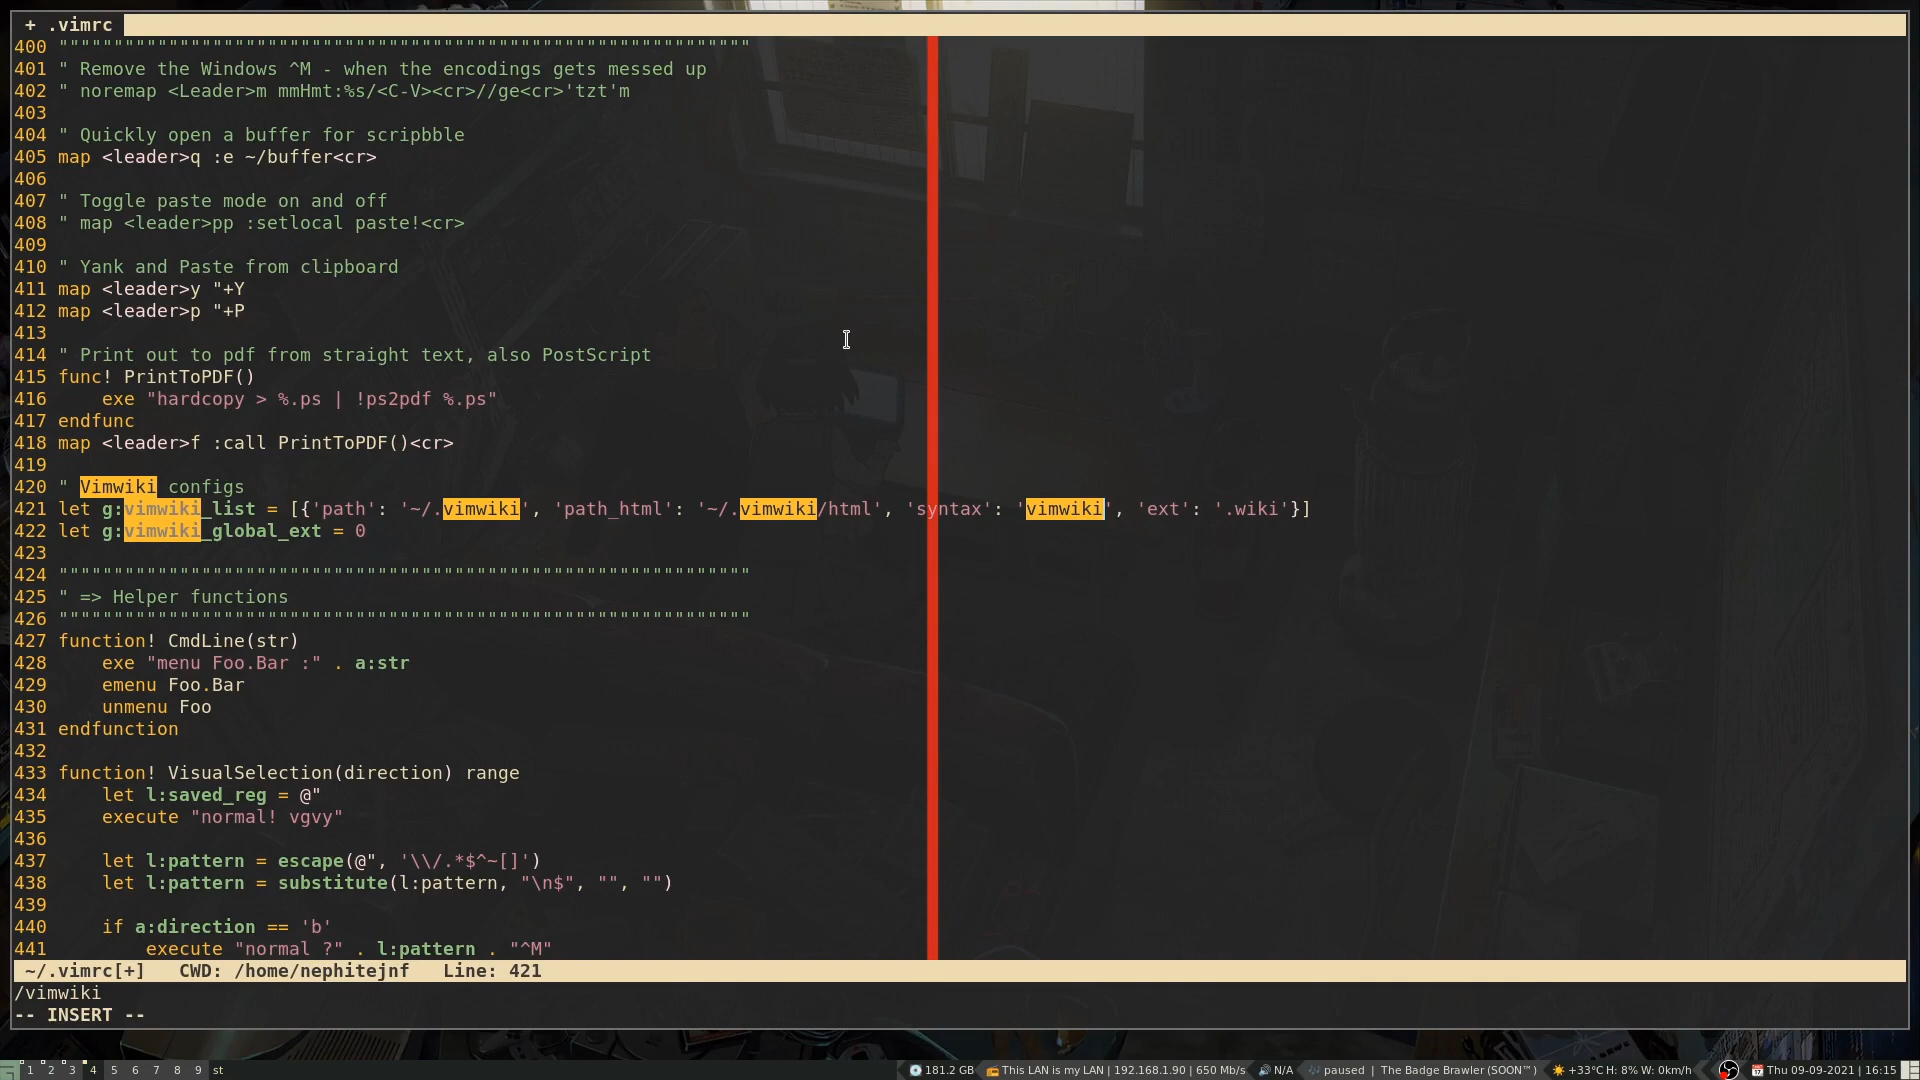 + .vimrc
400 """""""""""""""""""""""""""""""""""""""""""""""""""""""""""""""
401 " Remove the Windows ^M - when the encodings gets messed up
402 " noremap <Leader>m mmHmt:%s/<C-V><cr>//ge<cr>'tzt'm
403
404 " Quickly open a buffer for scripbble
405 map <leader>q :e ~/buffer<cr>
406
407 " Toggle paste mode on and off
408 " map <leader>pp :setlocal paste!<cr>
409
410 " Yank and Paste from clipboard
411 map <leader>y "+Y
412 map <leader>p "+P
413
414 " Print out to pdf from straight text, also PostScript
415 func! PrintToPDF()
416     exe "hardcopy > %.ps | !ps2pdf %.ps"
417 endfunc
418 map <leader>f :call PrintToPDF()<cr>
419
420 " Vimwiki configs
421 let g:vimwiki_list = [{'path': '~/.vimwiki', 'path_html': '~/.vimwiki/html', 'syntax': 'vimwiki', 'ext': '.wiki'}]
422 let g:vimwiki_global_ext = 0
423
424 """""""""""""""""""""""""""""""""""""""""""""""""""""""""""""""
425 " => Helper functions
426 """""""""""""""""""""""""""""""""""""""""""""""""""""""""""""""
427 function! CmdLine(str)
428     exe "menu Foo.Bar :" . a:str
429     emenu Foo.Bar
430     unmenu Foo
431 endfunction
432
433 function! VisualSelection(direction) range
434     let l:saved_reg = @"
435     execute "normal! vgvy"
436
437     let l:pattern = escape(@", '\\/.*$^~[]')
438     let l:pattern = substitute(l:pattern, "\n$", "", "")
439
440     if a:direction == 'b'
441         execute "normal ?" . l:pattern . "^M"
~/.vimrc[+]   CWD: /home/nephitejnf   Line: 421
/vimwiki
-- INSERT --
1 2 3 4 5 6 7 8 9 st 181.2 GB This LAN is my LAN | 192.168.1.90 | 650 Mb/s N/A paused | The Badge Brawler (SOON™) +33°C H: 8% W: 0km/h Thu 09-09-2021 | 16:15